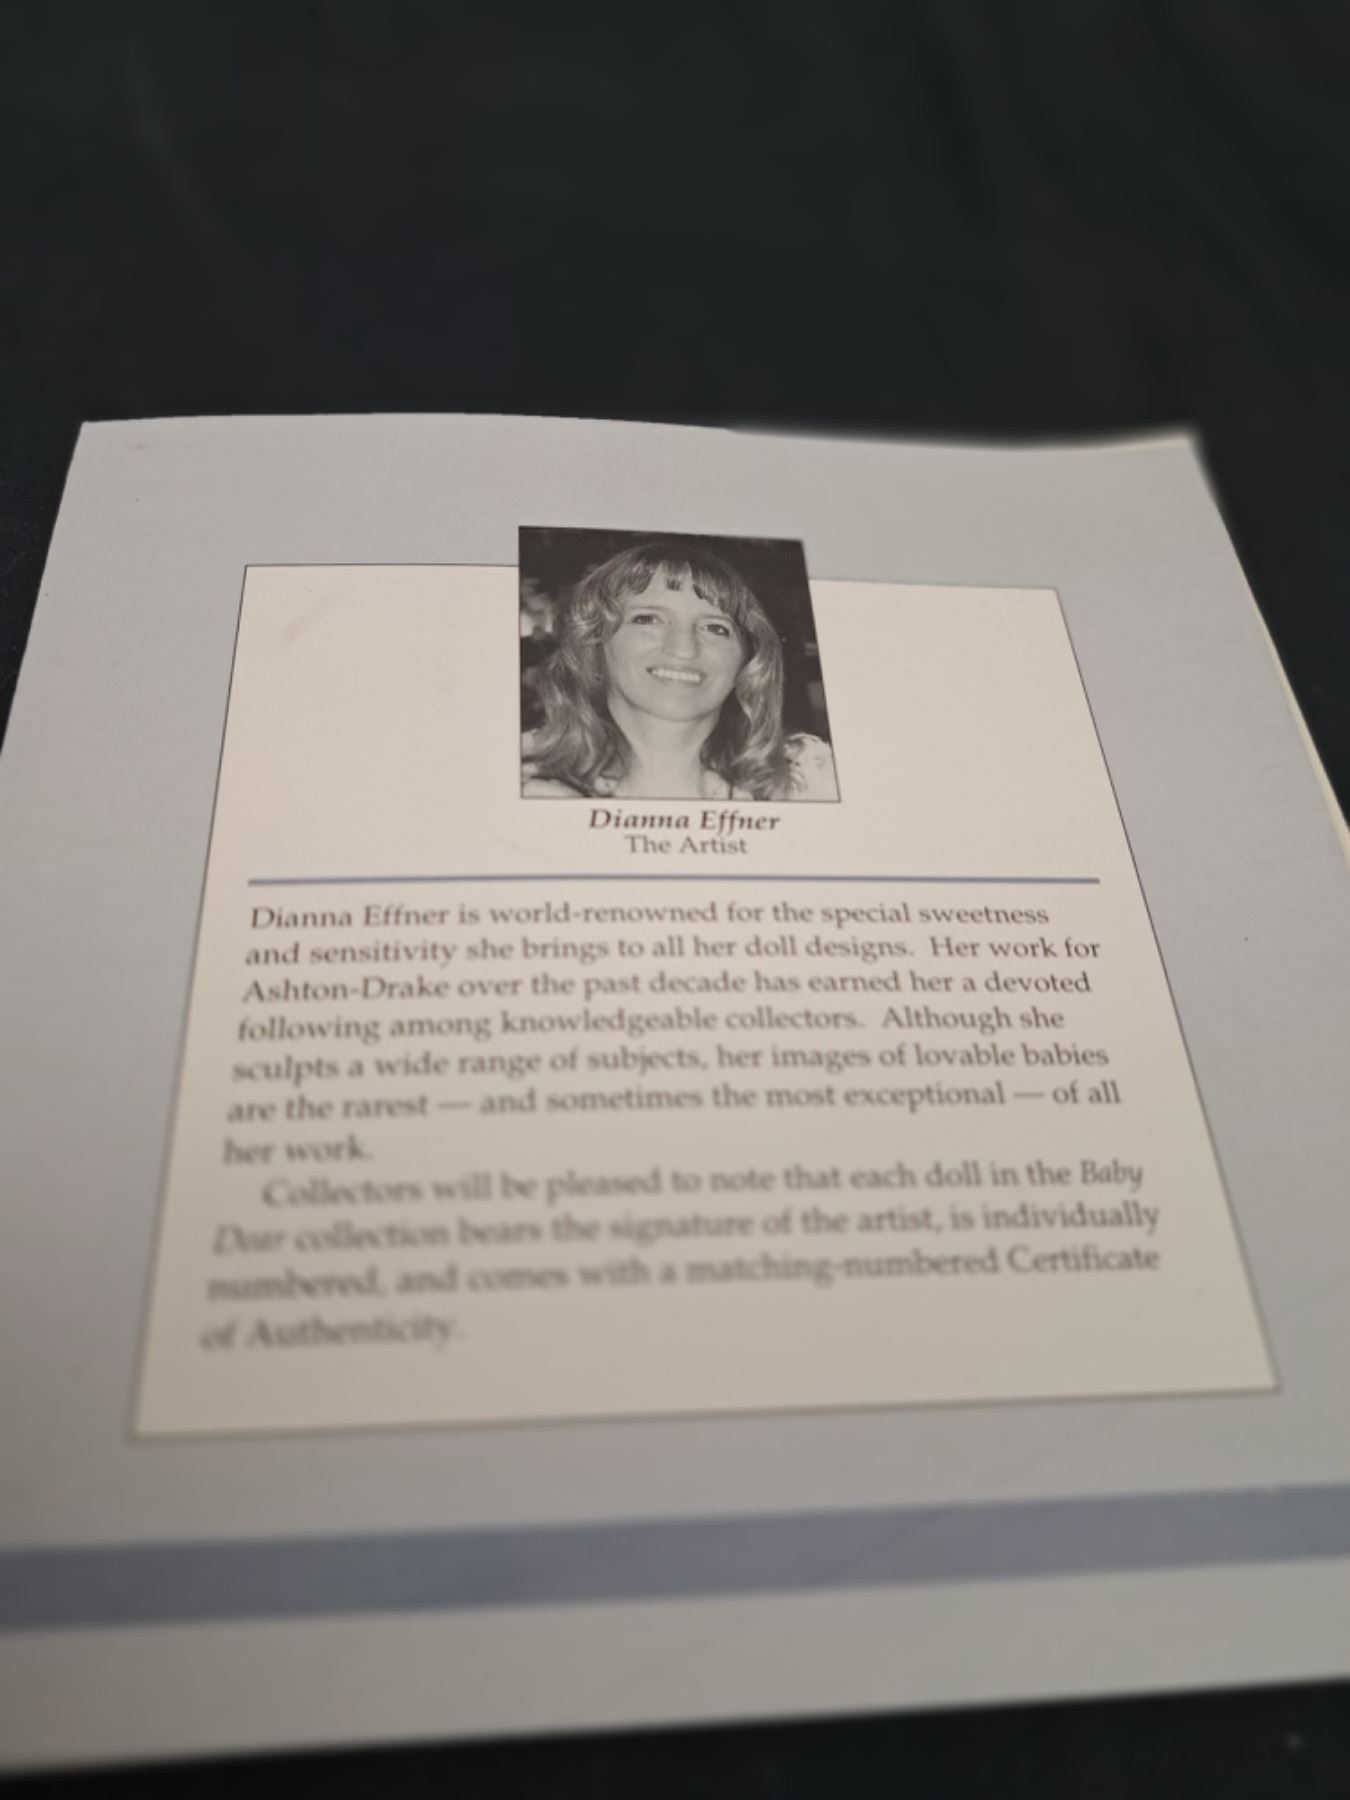 Dianna Effner
The Artist
Dianna Effner is world-renowned for the special sweetness
and sensitivity she brings to all her doll designs. Her work for
Ashton-Drake over the past decade has earned her a devoted
following among knowledgeable collectors. Although she
sculpts a wide range of subjects, her images of lovable babies
are the rarest — and sometimes the most exceptional — of all
her work.
Collectors will be pleased to note that each doll in the Baby
Dear collection bears the signature of the artist, is individually
numbered, and comes with a matching-numbered Certificate
of Authenticity.